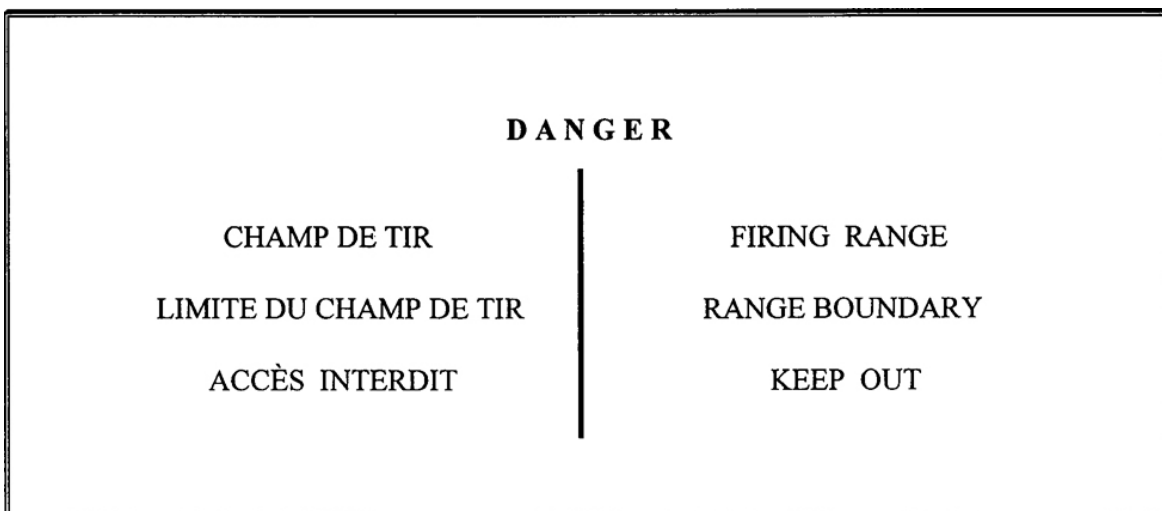 DANGER
CHAMP DE TIR
LIMITE DU CHAMP DE TIR
ACCÈS INTERDIT
FIRING RANGE
RANGE BOUNDARY
KEEP OUT